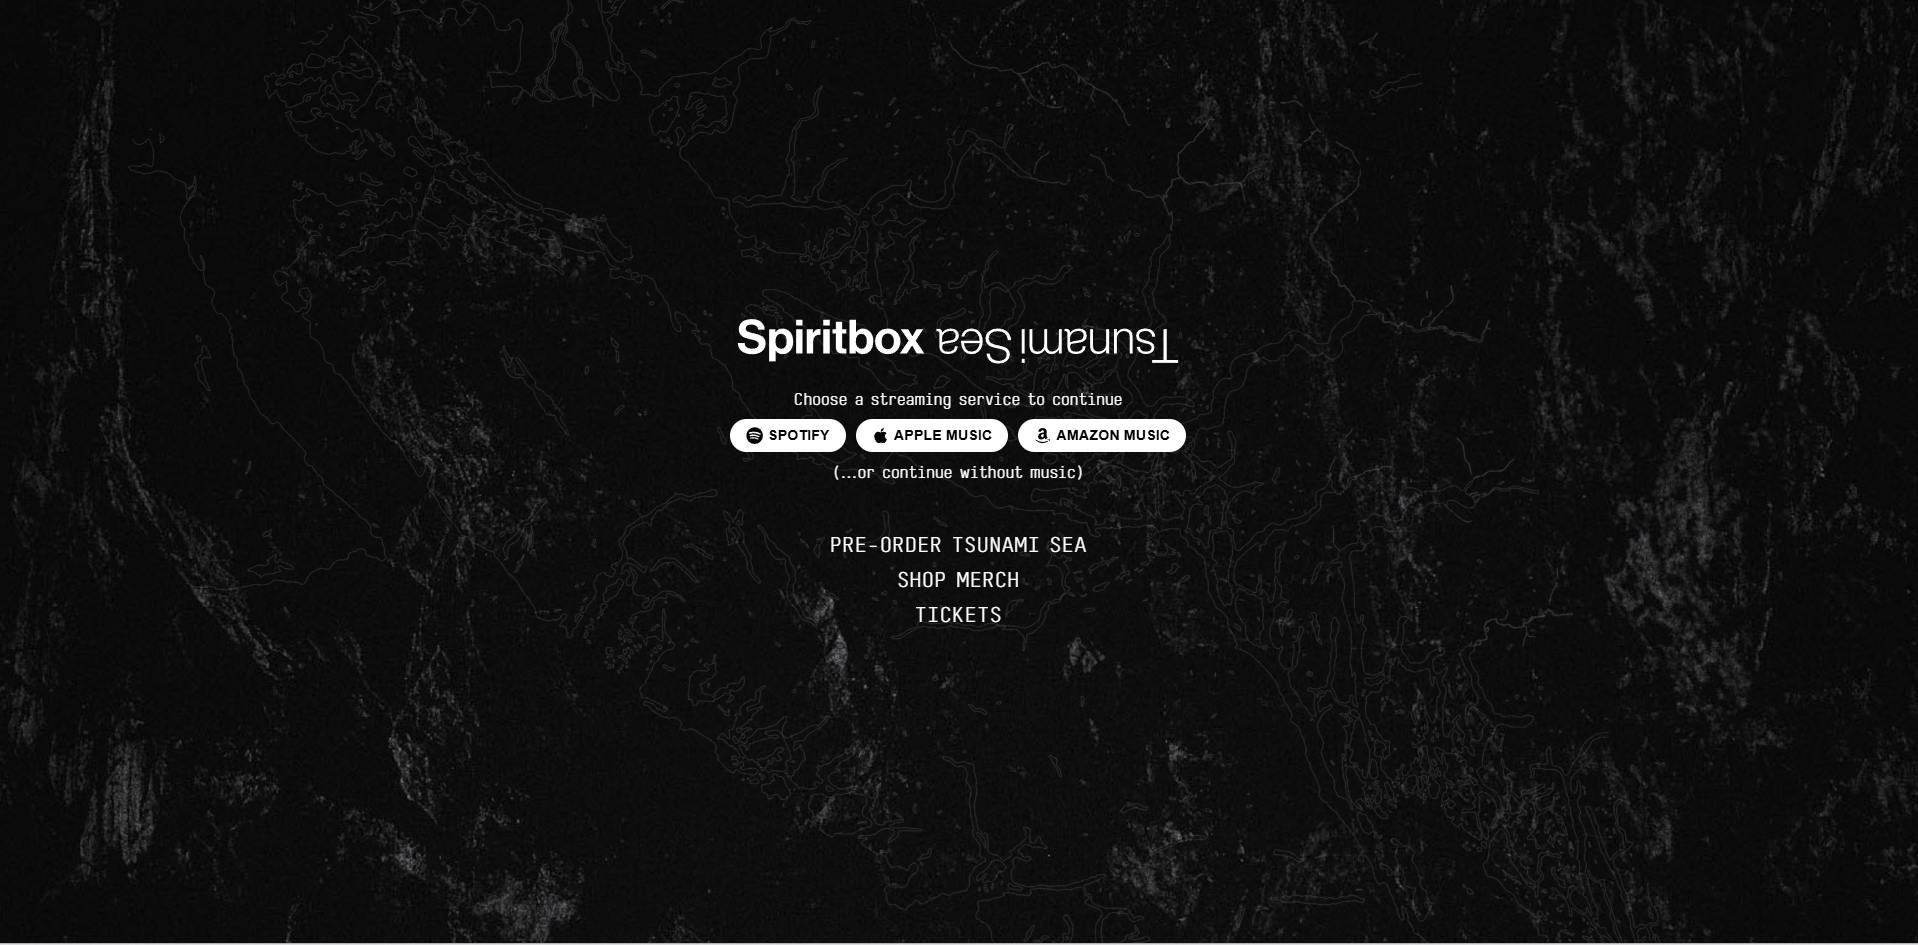 Spiritbox Tsunami Sea
Choose a streaming service to continue
SPOTIFY APPLE MUSIC AMAZON MUSIC
(...or continue without music)
PRE-ORDER TSUNAMI SEA
SHOP MERCH
TICKETS